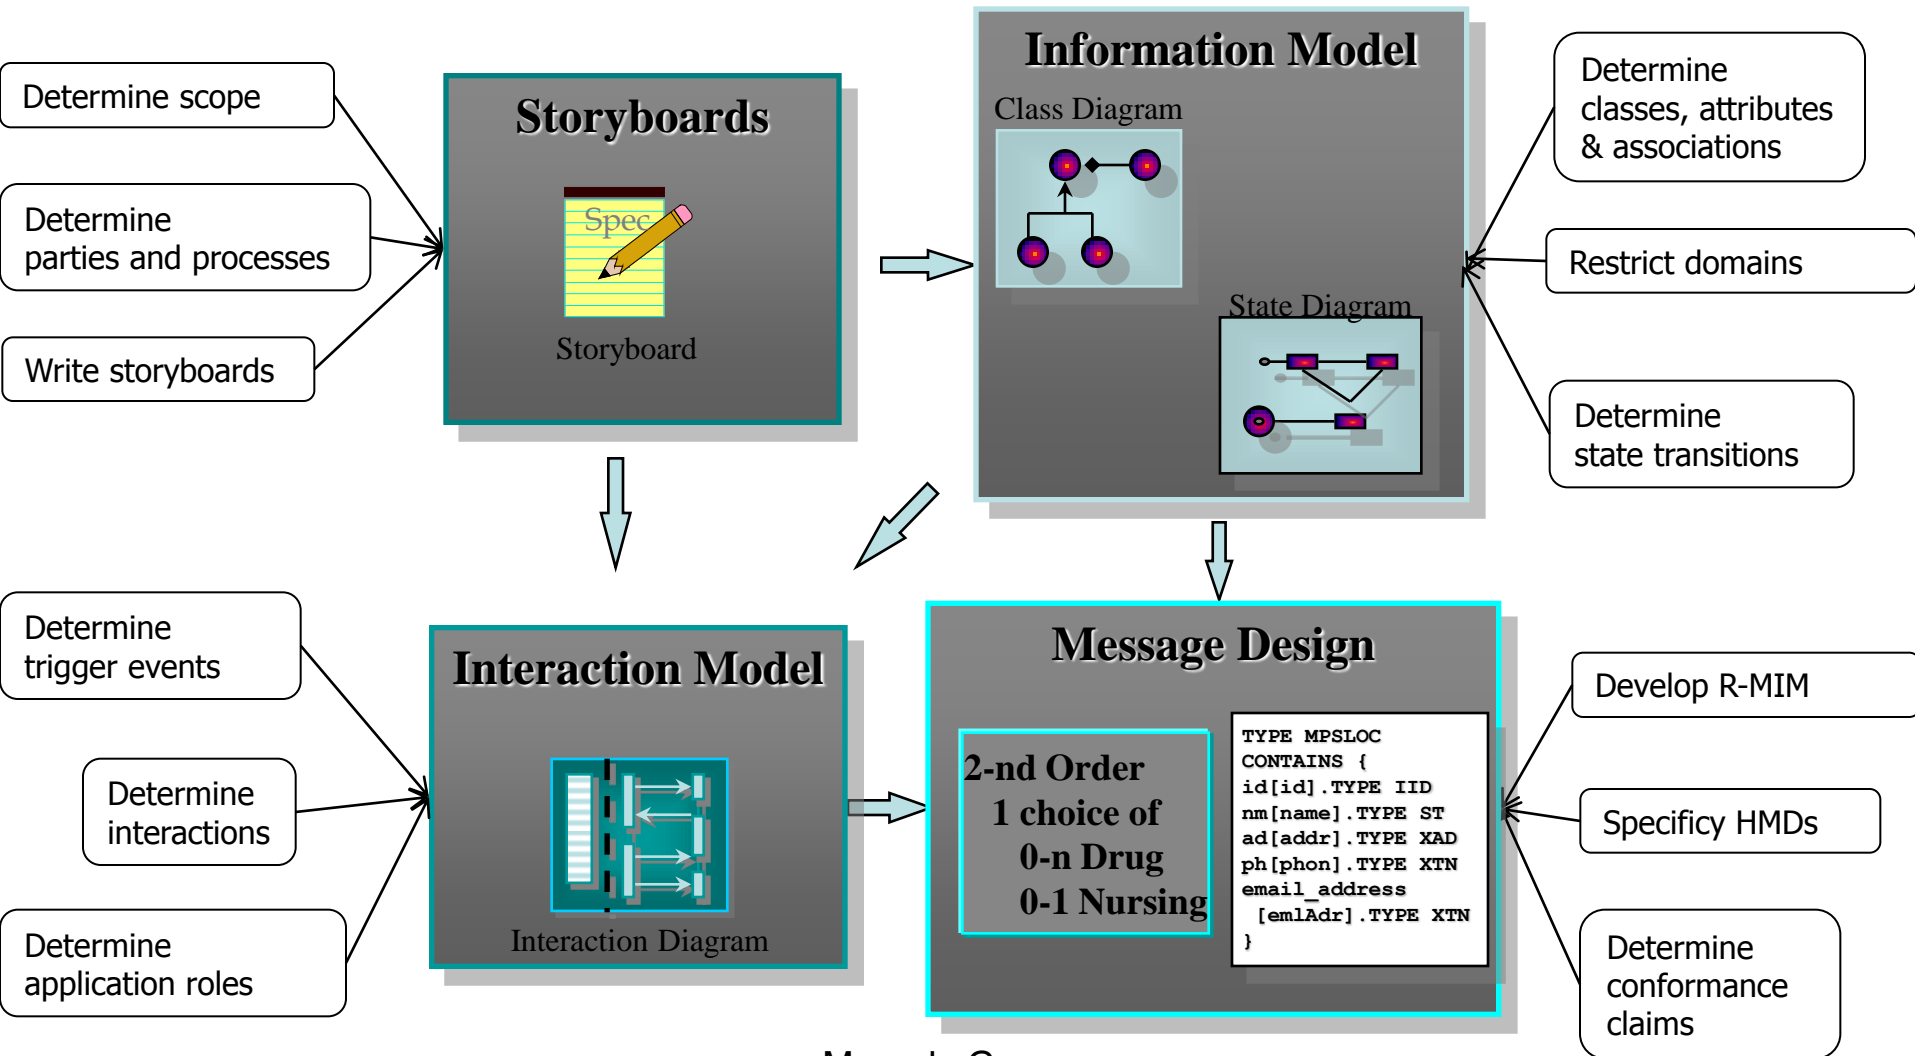 Information Model
Storyboards
Class Diagram
Spec
Storyboard
State Diagram
Determine scope
Determine
parties and processes
Write storyboards
Determine
classes, attributes
& associations
Restrict domains
Determine
state transitions
Determine
trigger events
Determine
interactions
Determine
application roles
Interaction Model
Interaction Diagram
Message Design
2-nd Order
1 choice of
0-n Drug
0-1 Nursing
TYPE MPSLOC
CONTAINS {
id[id].TYPE IID
nm[name].TYPE ST
ad[addr].TYPE XAD
ph[phon].TYPE XTN
email_address
[emlAdr].TYPE XTN
}
Develop R-MIM
Specificy HMDs
Determine
conformance
claims